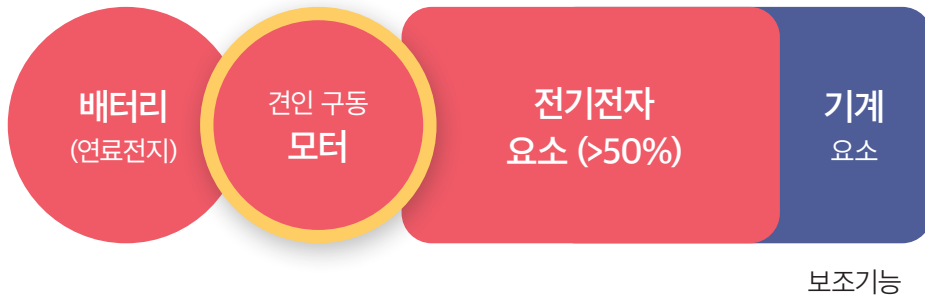 배터리
(연료전지)
견인 구동
모터
전기전자
요소 (>50%)
기계
요소
보조기능